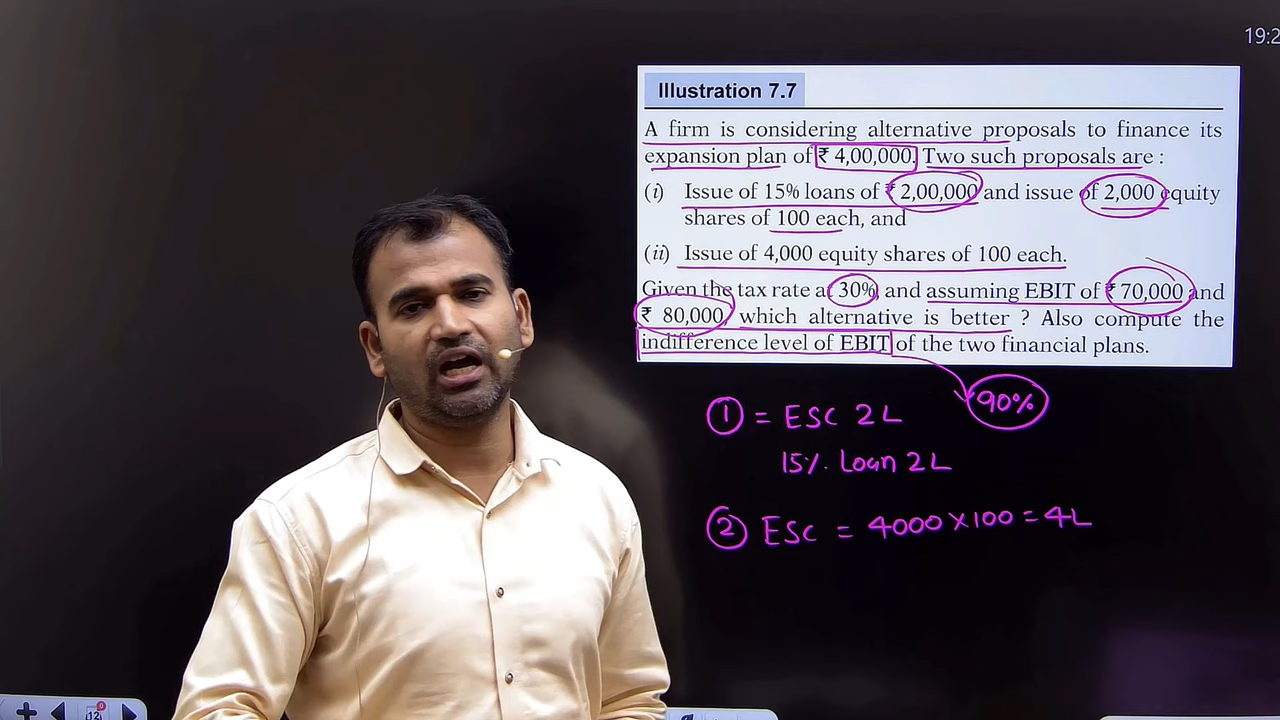 19:2
Illustration 7.7
A firm is considering alternative proposals to finance its
expansion plan of ₹ 4,00,000. Two such proposals are :
(i) Issue of 15% loans of ₹ 2,00,000 and issue of 2,000 equity
shares of 100 each, and
(ii) Issue of 4,000 equity shares of 100 each.
Given the tax rate at 30% and assuming EBIT of ₹ 70,000 and
₹ 80,000, which alternative is better ? Also compute the
indifference level of EBIT of the two financial plans.
90%
① = ESC 2L
15% Loan 2L
② ESC = 4000 × 100 = 4L
12